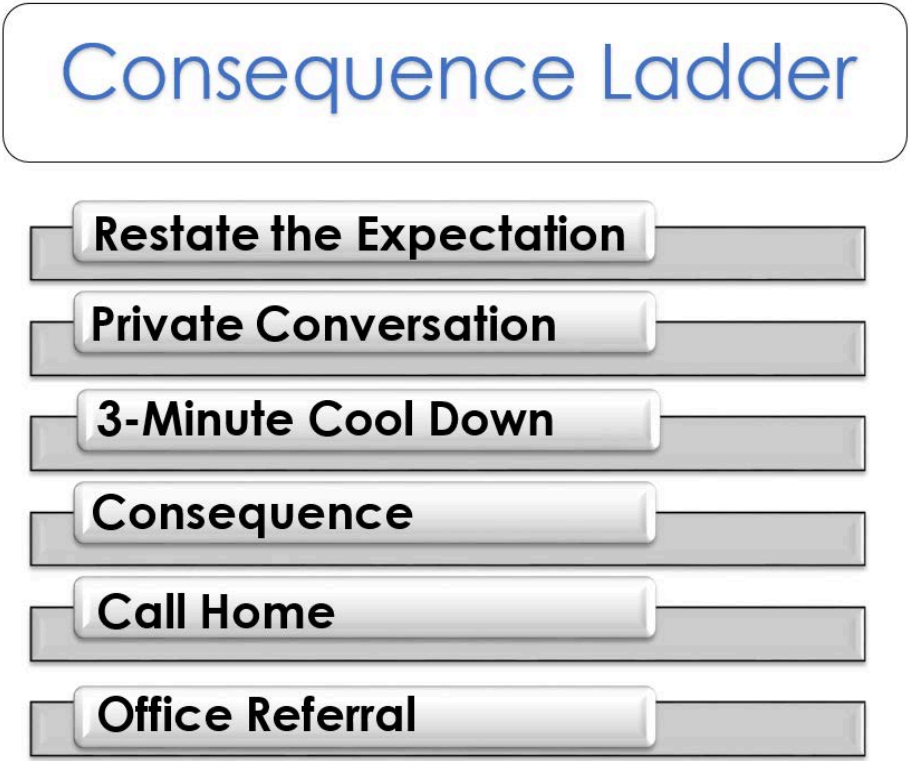 Consequence Ladder
Restate the Expectation
Private Conversation
3-Minute Cool Down
Consequence
Call Home
Office Referral